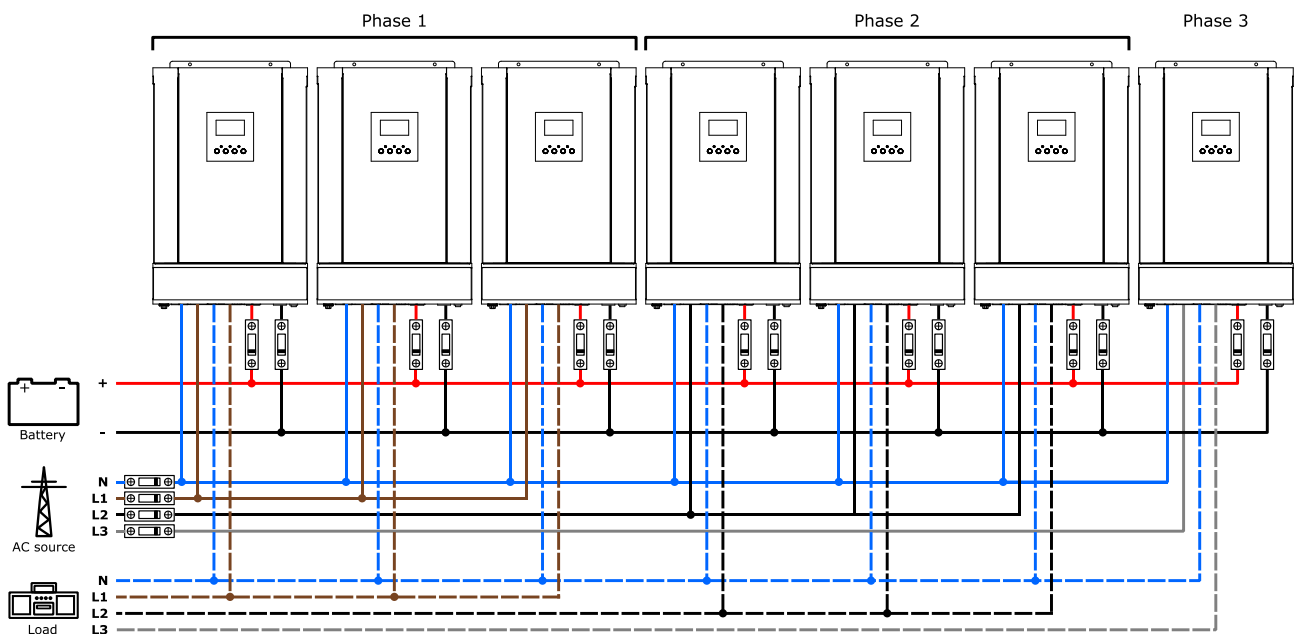 Phase 1 Phase 2 Phase 3
+
+ -
Battery
-
N
L1
L2
L3
AC source
N
L1
L2
L3
Load